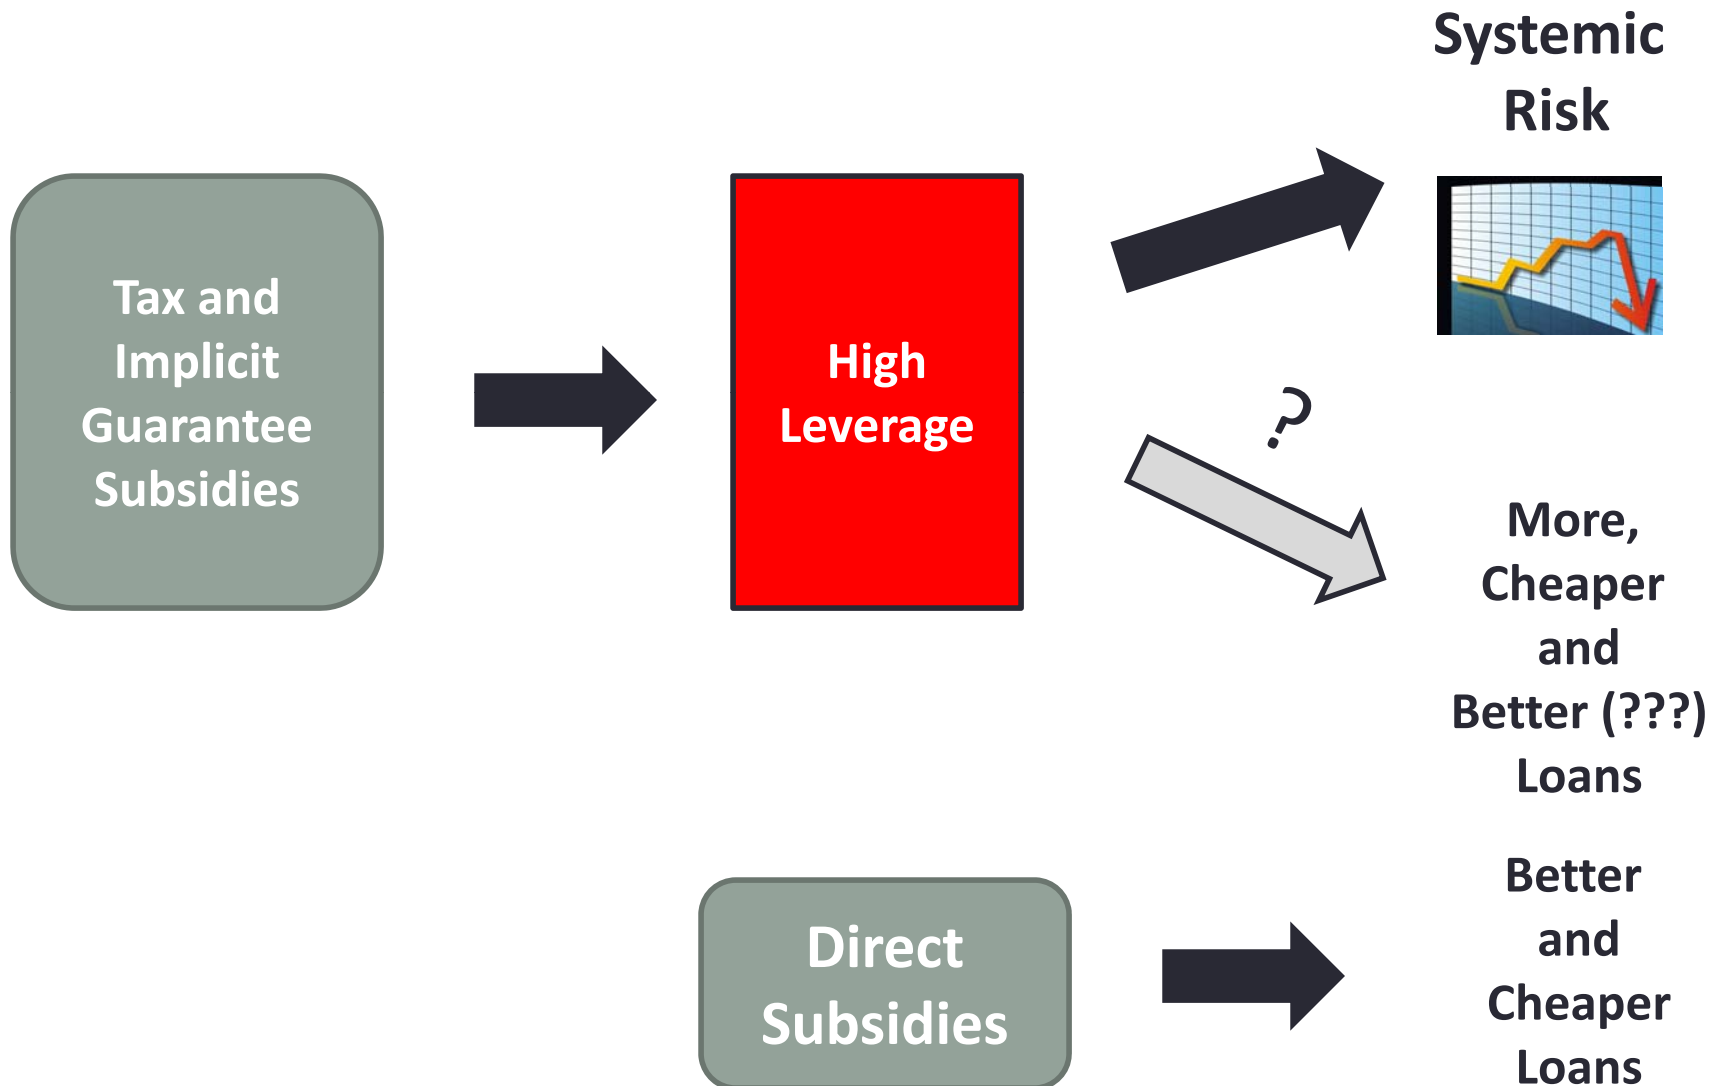 Systemic
Risk
Tax and
Implicit
Guarantee
Subsidies
High
Leverage
?
More,
Cheaper
and
Better (???)
Loans
Direct
Subsidies
Better
and
Cheaper
Loans